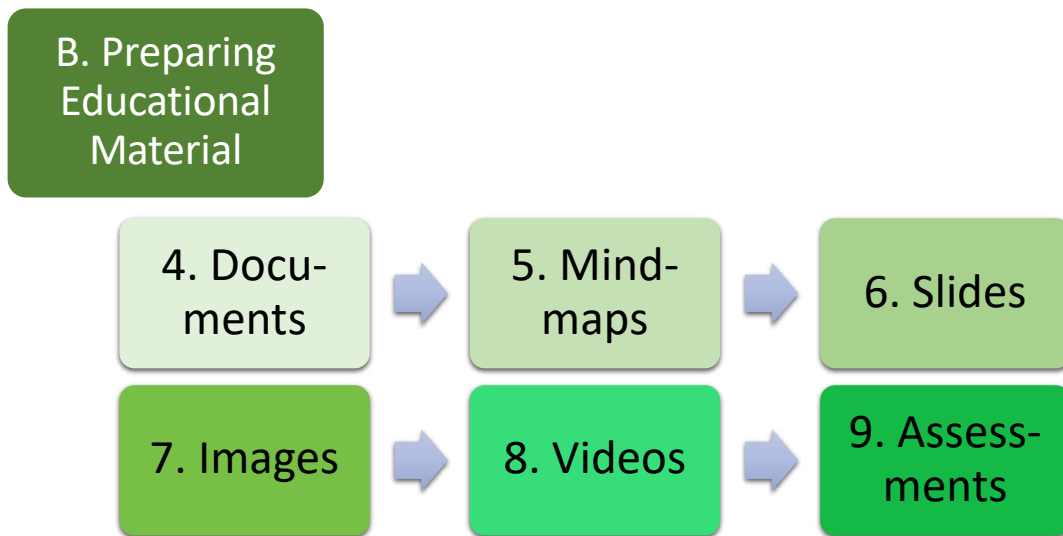 B. Preparing
Educational
Material
4. Docu-
ments
5. Mind-
maps
6. Slides
7. Images
8. Videos
9. Assess-
ments